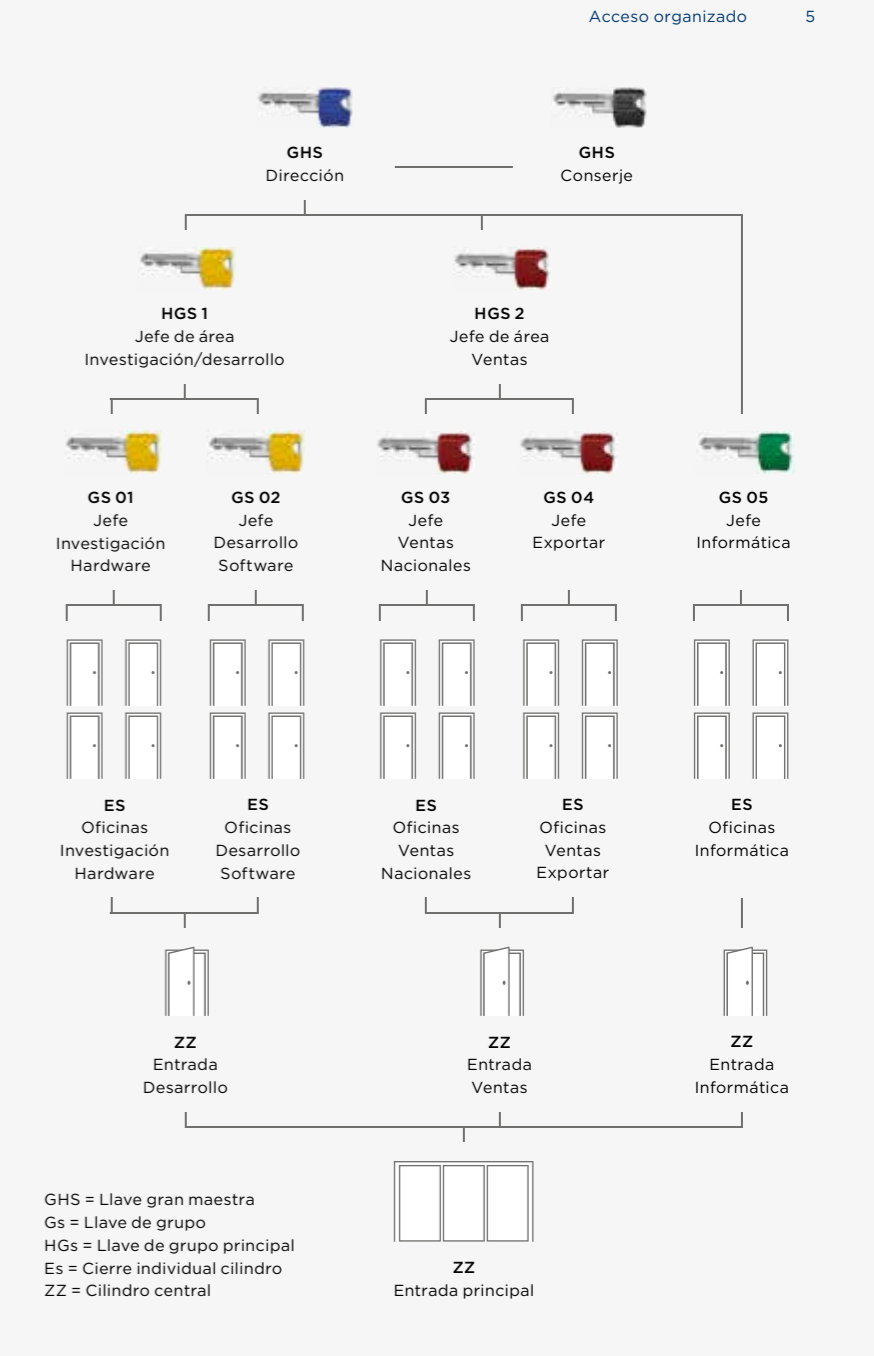 Acceso organizado 5
GHS
Dirección
GHS
Conserje
HGS 1
Jefe de área
Investigación/desarrollo
HGS 2
Jefe de área
Ventas
GS 01
Jefe
Investigación
Hardware
GS 02
Jefe
Desarrollo
Software
GS 03
Jefe
Ventas
Nacionales
GS 04
Jefe
Exportar
GS 05
Jefe
Informática
ES
Oficinas
Investigación
Hardware
ES
Oficinas
Desarrollo
Software
ES
Oficinas
Ventas
Nacionales
ES
Oficinas
Ventas
Exportar
ES
Oficinas
Informática
ZZ
Entrada
Desarrollo
ZZ
Entrada
Ventas
ZZ
Entrada
Informática
GHS = Llave gran maestra
Gs = Llave de grupo
HGs = Llave de grupo principal
Es = Cierre individual cilindro
ZZ = Cilindro central
ZZ
Entrada principal